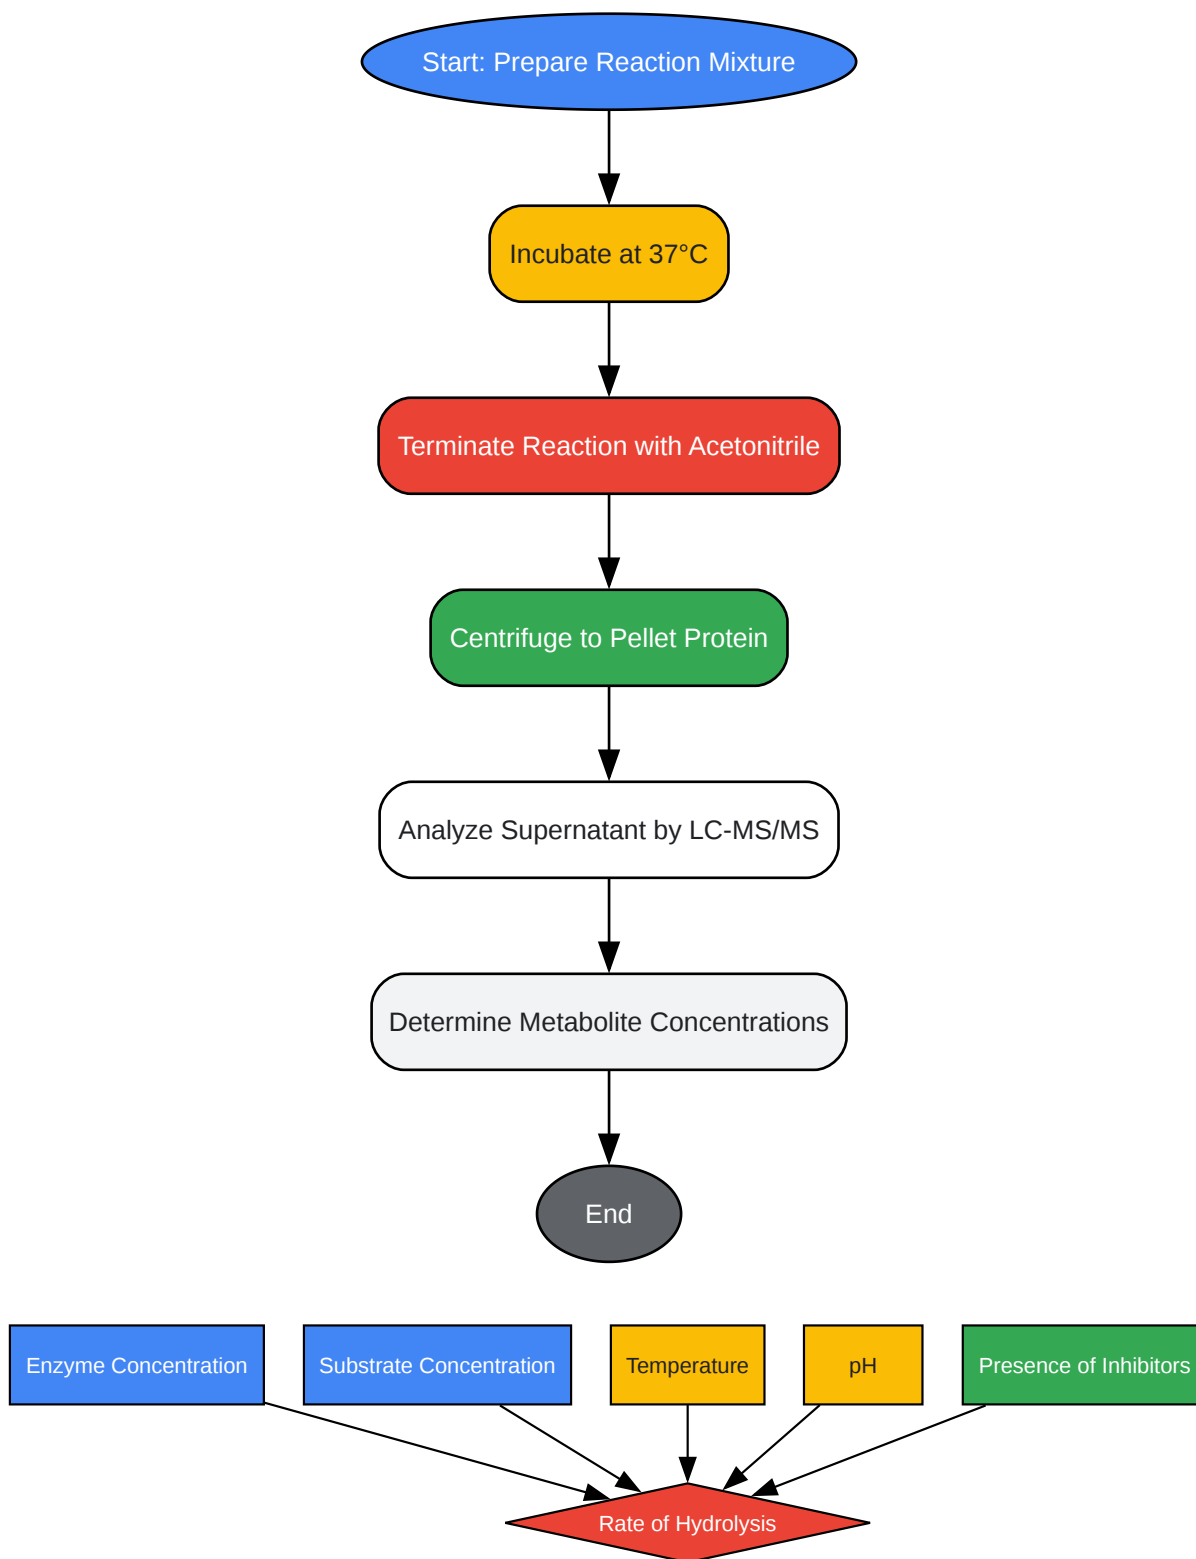 Start: Prepare Reaction Mixture
Incubate at 37°C
Terminate Reaction with Acetonitrile
Centrifuge to Pellet Protein
Analyze Supernatant by LC-MS/MS
Determine Metabolite Concentrations
End
Enzyme Concentration
Substrate Concentration
Temperature
pH
Presence of Inhibitors
Rate of Hydrolysis